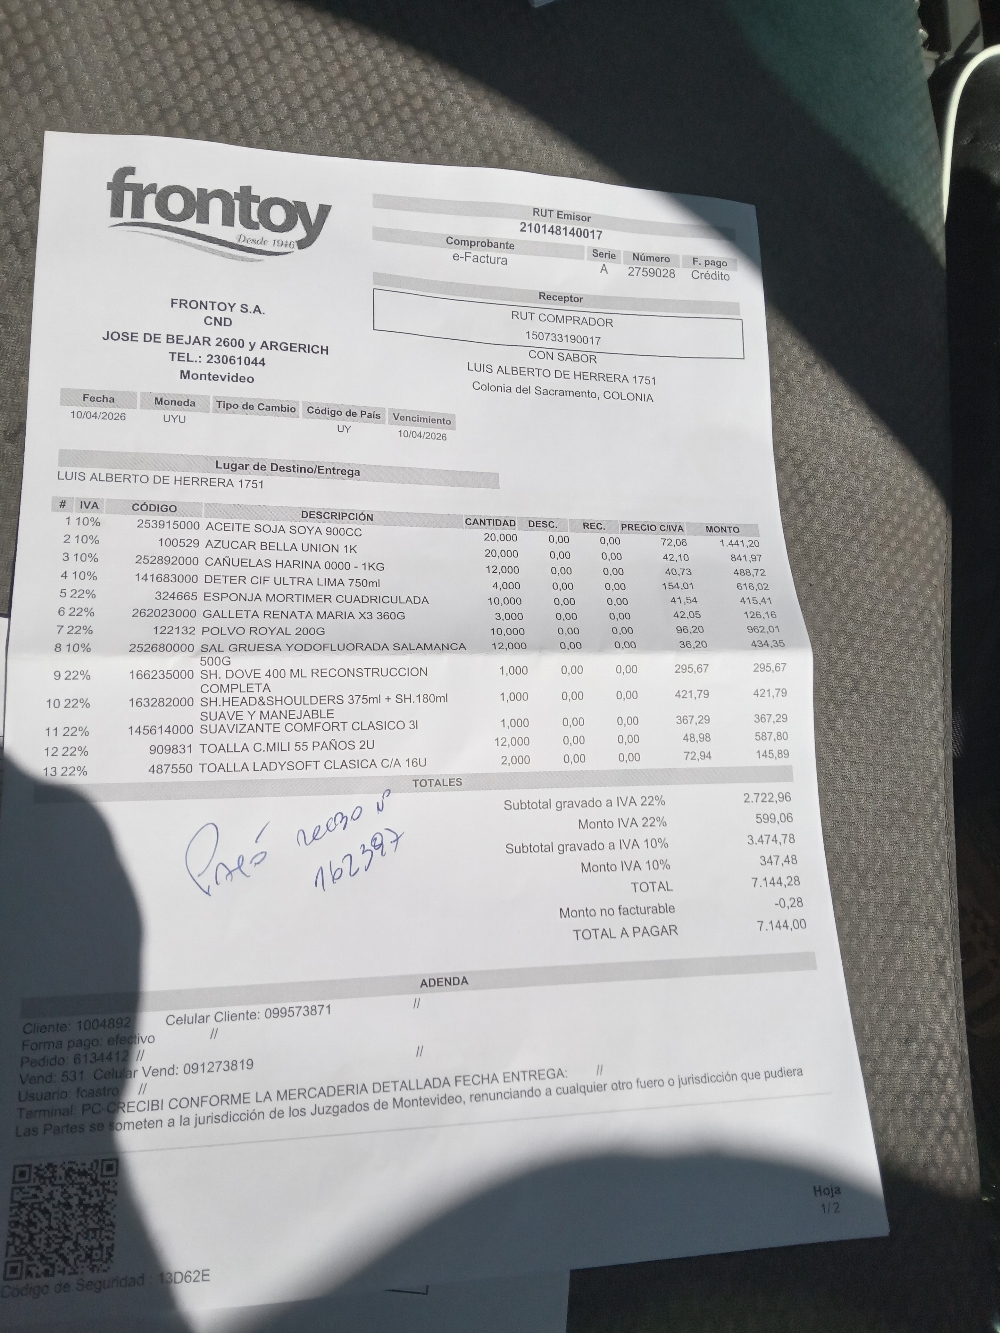 frontoy
Desde 1946
RUT Emisor
210148140017
Comprobante Serie Número F. pago
e-Factura A 2759028 Crédito
Receptor
RUT COMPRADOR
150733190017
CON SABOR
LUIS ALBERTO DE HERRERA 1751
Colonia del Sacramento, COLONIA
FRONTOY S.A.
CND
JOSE DE BEJAR 2600 y ARGERICH
TEL.: 23061044
Montevideo
Fecha Moneda Tipo de Cambio Código de País Vencimiento
10/04/2026 UYU UY 10/04/2026
Lugar de Destino/Entrega
LUIS ALBERTO DE HERRERA 1751
# IVA CÓDIGO DESCRIPCIÓN CANTIDAD DESC. REC. PRECIO C/IVA MONTO
1 10% 253915000 ACEITE SOJA SOYA 900CC 20,000 0,00 0,00 72,06 1.441,20
2 10% 100529 AZUCAR BELLA UNION 1K 20,000 0,00 0,00 42,10 841,97
3 10% 252892000 CAÑUELAS HARINA 0000 - 1KG 12,000 0,00 0,00 40,73 488,72
4 10% 141683000 DETER CIF ULTRA LIMA 750ml 4,000 0,00 0,00 154,01 616,02
5 22% 324665 ESPONJA MORTIMER CUADRICULADA 10,000 0,00 0,00 41,54 415,41
6 22% 262023000 GALLETA RENATA MARIA X3 360G 3,000 0,00 0,00 42,05 126,16
7 22% 122132 POLVO ROYAL 200G 10,000 0,00 0,00 96,20 962,01
8 10% 252680000 SAL GRUESA YODOFLUORADA SALAMANCA 12,000 0,00 0,00 36,20 434,35
500G
9 22% 166235000 SH. DOVE 400 ML RECONSTRUCCION 1,000 0,00 0,00 295,67 295,67
COMPLETA
10 22% 163282000 SH.HEAD&SHOULDERS 375ml + SH.180ml 1,000 0,00 0,00 421,79 421,79
SUAVE Y MANEJABLE
11 22% 145614000 SUAVIZANTE COMFORT CLASICO 3l 1,000 0,00 0,00 367,29 367,29
12 22% 909831 TOALLA C.MILI 55 PAÑOS 2U 12,000 0,00 0,00 48,98 587,80
13 22% 487550 TOALLA LADYSOFT CLASICA C/A 16U 2,000 0,00 0,00 72,94 145,89
TOTALES
Subtotal gravado a IVA 22% 2.722,96
Monto IVA 22% 599,06
Subtotal gravado a IVA 10% 3.474,78
Monto IVA 10% 347,48
TOTAL 7.144,28
Monto no facturable -0,28
TOTAL A PAGAR 7.144,00
Nº
162397
ADENDA
Cliente: 1004892 Celular Cliente: 099573871 //
Forma pago: efectivo //
Pedido: 6134412 //
Vend: 531 Celular Vend: 091273819 //
Usuario: fcastro //
Terminal: PC-CRECIBI CONFORME LA MERCADERIA DETALLADA FECHA ENTREGA: //
Las Partes se someten a la jurisdicción de los Juzgados de Montevideo, renunciando a cualquier otro fuero o jurisdicción que pudiera
Hoja
1/2
Código de Seguridad : 13D62E